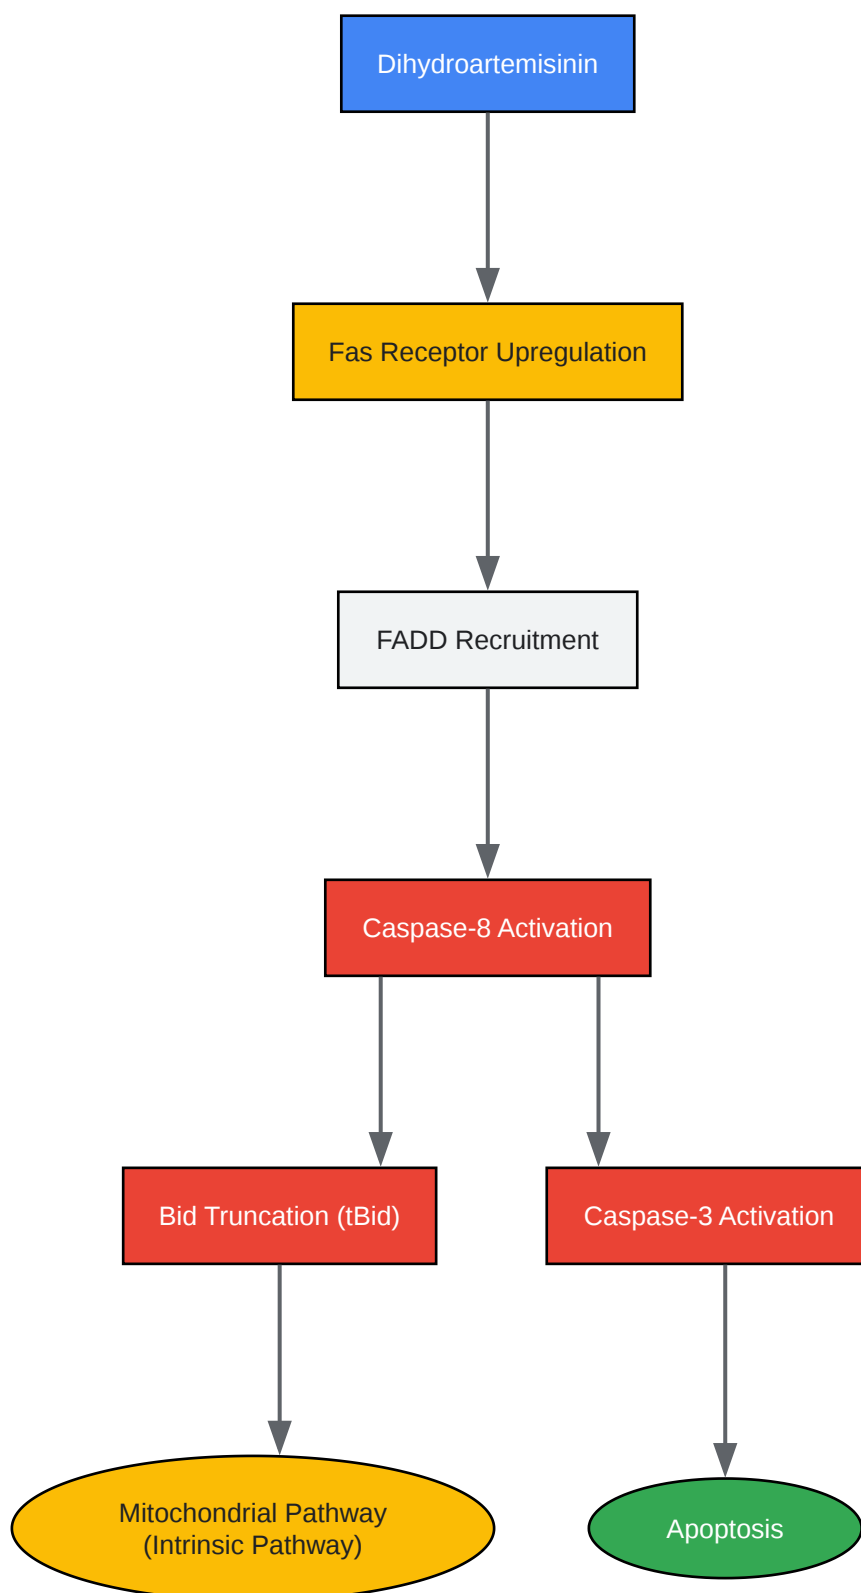 Dihydroartemisinin
Fas Receptor Upregulation
FADD Recruitment
Caspase-8 Activation
Bid Truncation (tBid)
Caspase-3 Activation
Mitochondrial Pathway
(Intrinsic Pathway)
Apoptosis